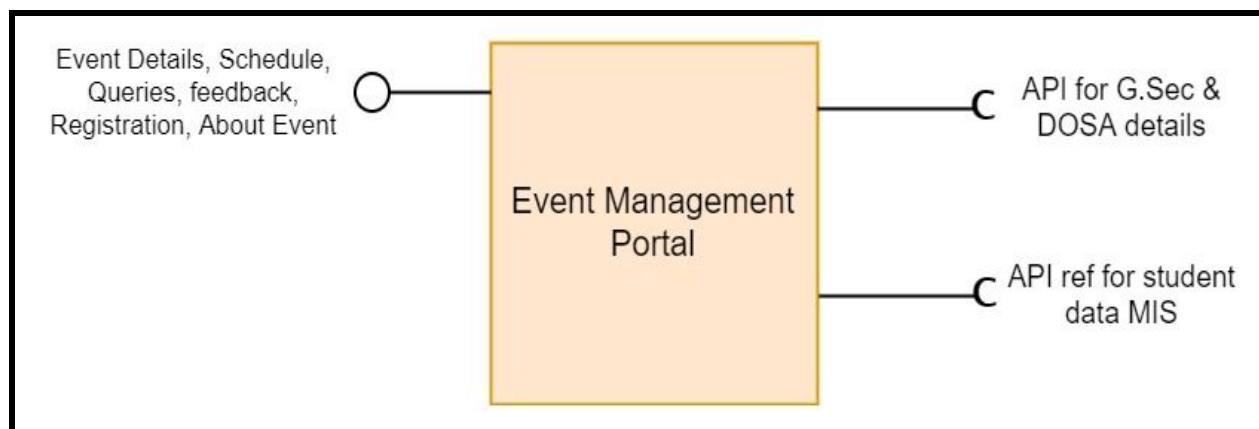 Event Details, Schedule,
Queries, feedback,
Registration, About Event
Event Management
Portal
API for G.Sec &
DOSA details
API ref for student
data MIS